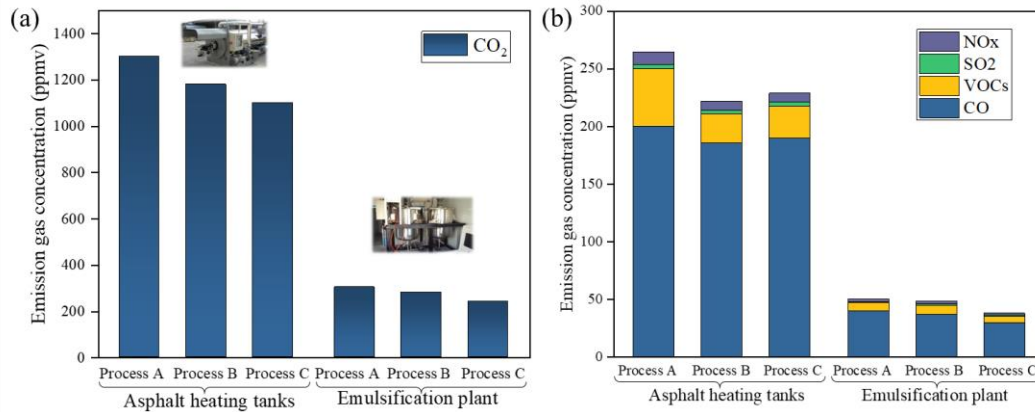 (a)
Emission gas concentration (ppmv)
1400
1200
1000
800
600
400
200
0
CO₂
Process A Process B Process C Process A Process B Process C
Asphalt heating tanks Emulsification plant
(b)
Emission gas concentration (ppmv)
300
250
200
150
100
50
0
NOx
SO2
VOCs
CO
Process A Process B Process C Process A Process B Process C
Asphalt heating tanks Emulsification plant